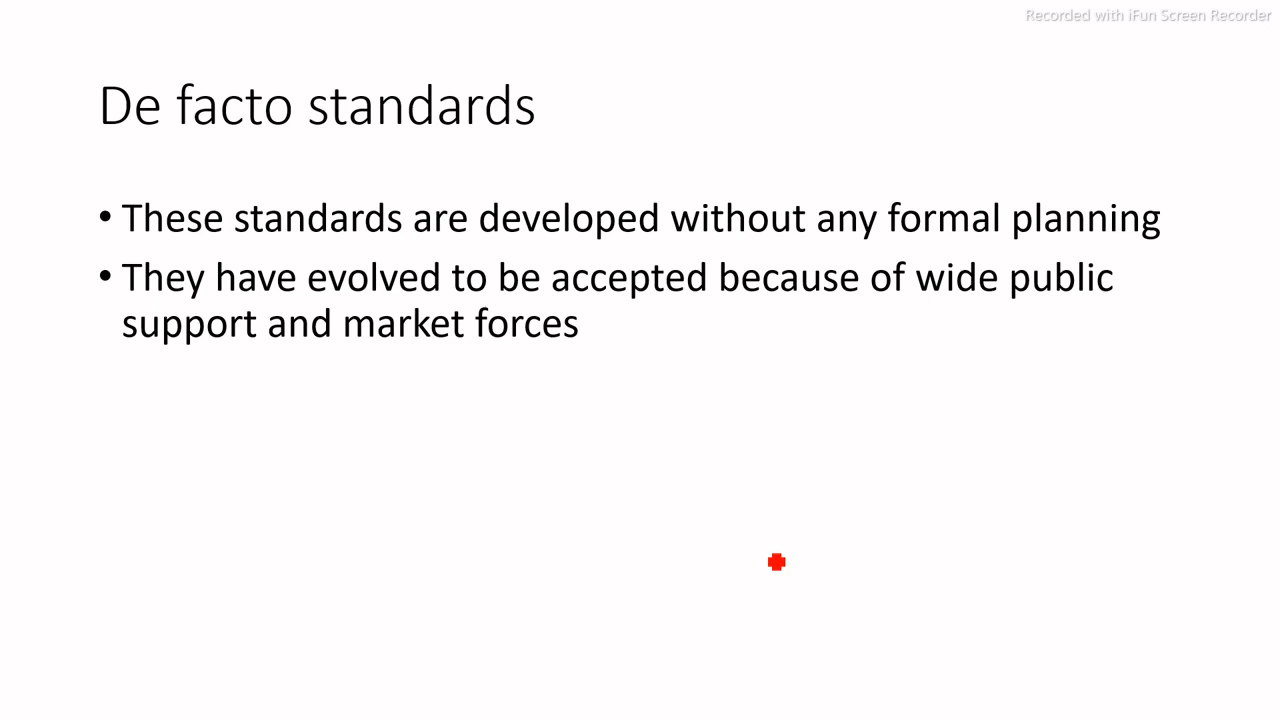 Recorded with iFun Screen Recorder
De facto standards
• These standards are developed without any formal planning
• They have evolved to be accepted because of wide public
support and market forces